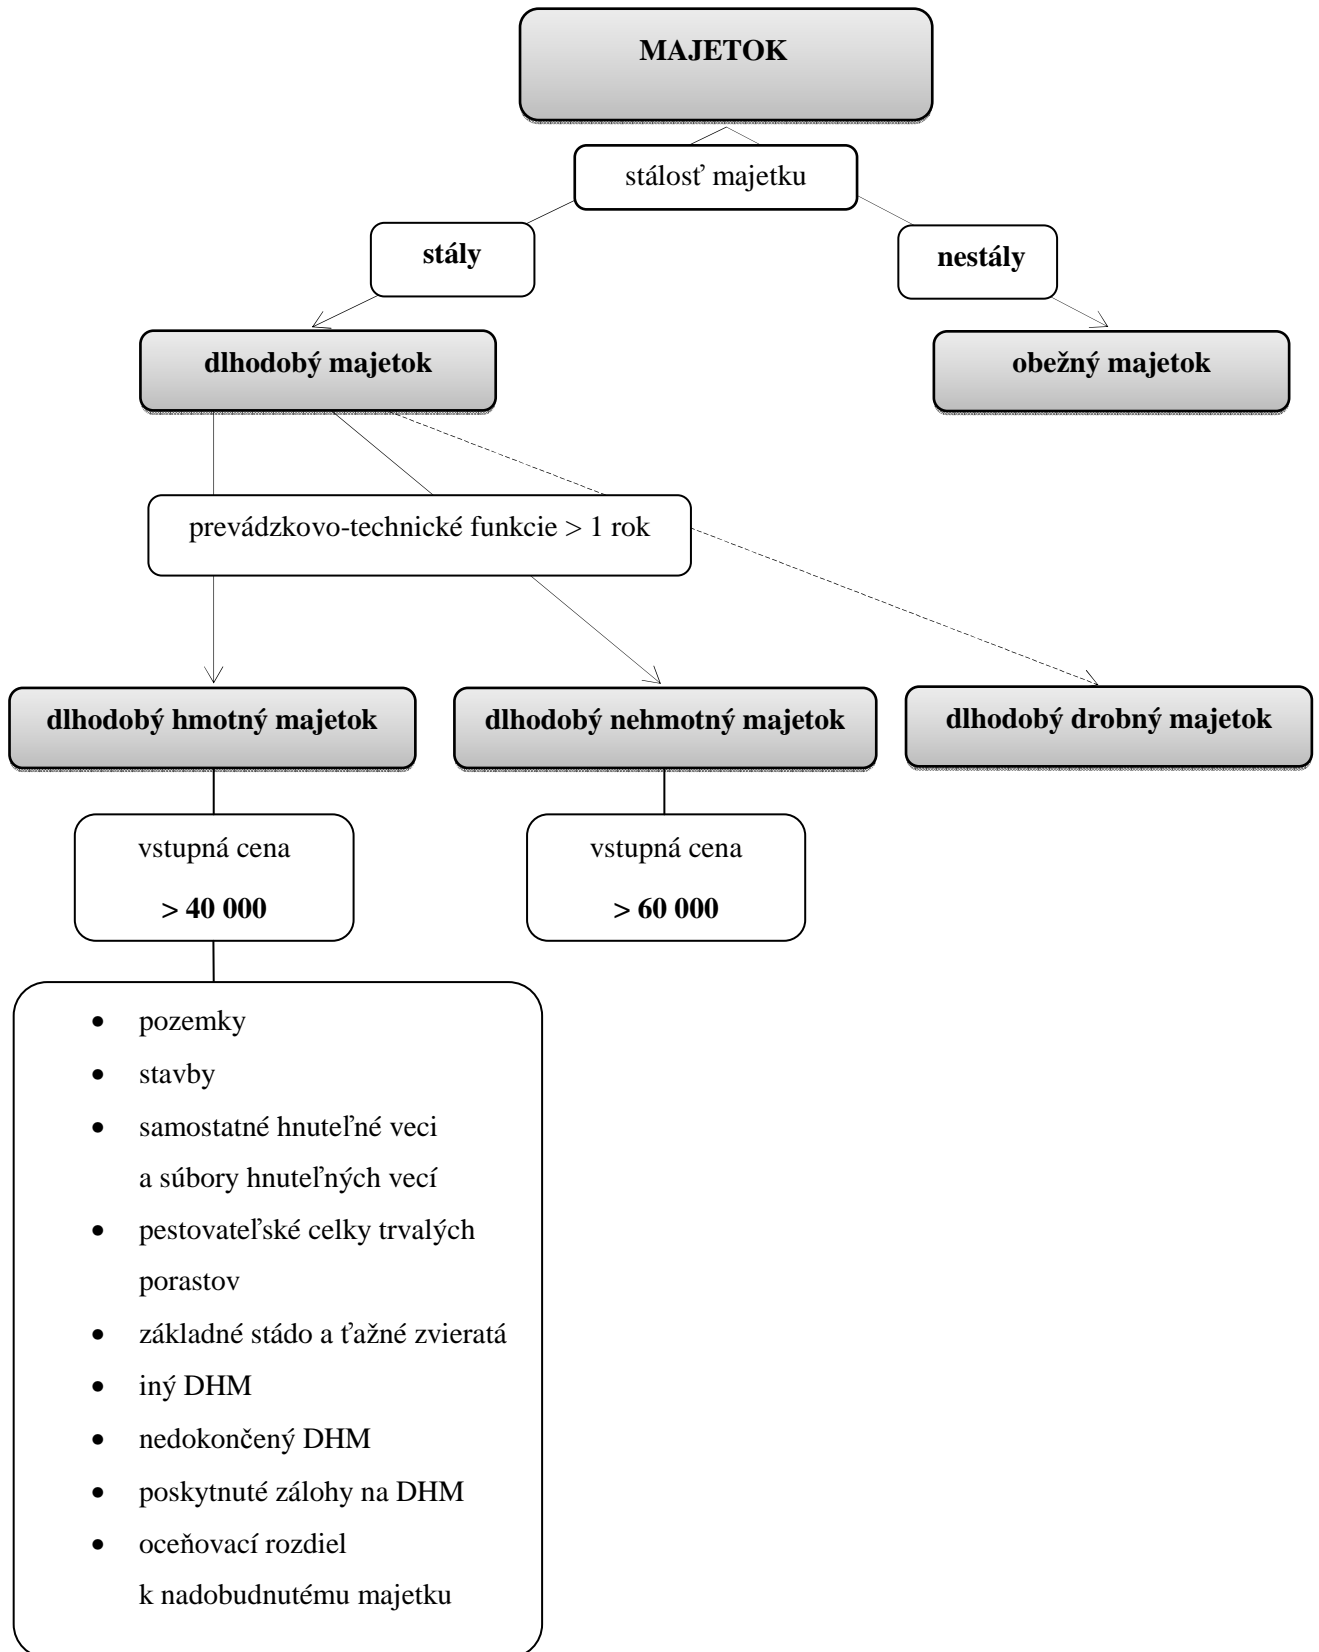 MAJETOK
stálosť majetku
stály
nestály
dlhodobý majetok
obežný majetok
prevádzkovo-technické funkcie > 1 rok
dlhodobý hmotný majetok
dlhodobý nehmotný majetok
dlhodobý drobný majetok
vstupná cena
> 40 000
vstupná cena
> 60 000
• pozemky
• stavby
• samostatné hnuteľné veci
a súbory hnuteľných vecí
• pestovateľské celky trvalých
porastov
• základné stádo a ťažné zvieratá
• iný DHM
• nedokončený DHM
• poskytnuté zálohy na DHM
• oceňovací rozdiel
k nadobudnutému majetku